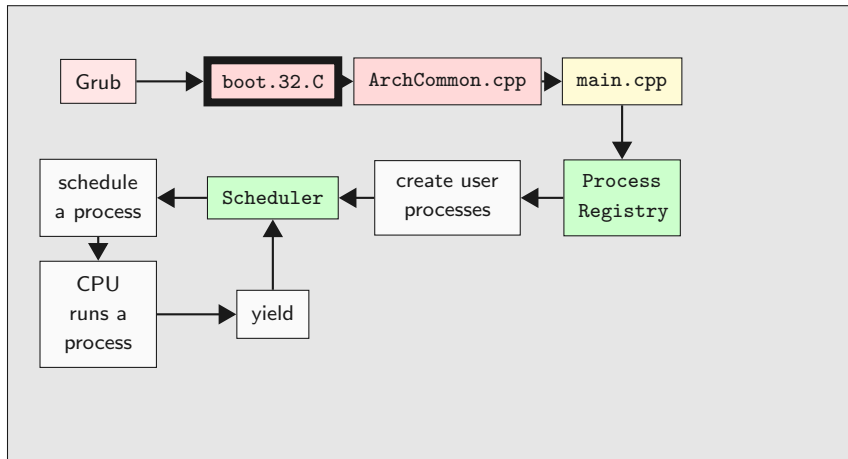 Grub
boot.32.C
ArchCommon.cpp
main.cpp
schedule
a process
Scheduler
create user
processes
Process
Registry
CPU
runs a
process
yield